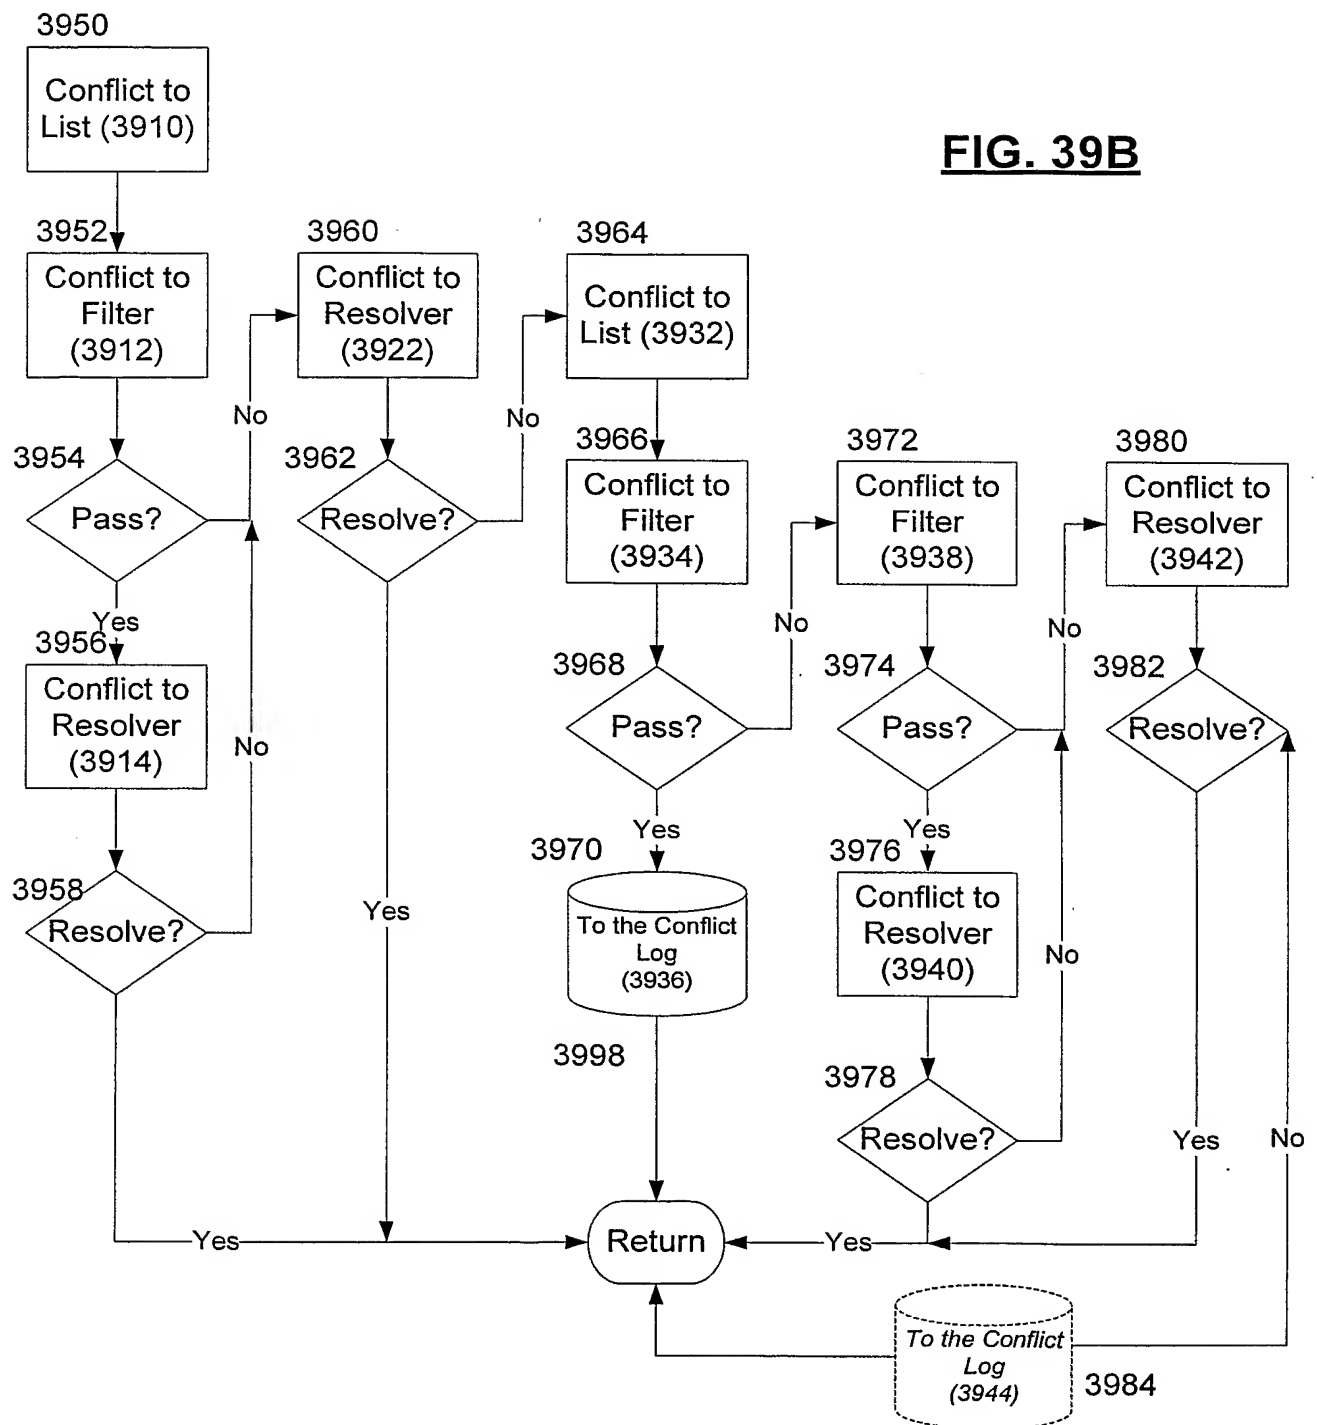 3950
Conflict to
List (3910)
FIG. 39B
3952
Conflict to
Filter
(3912)
3960
Conflict to
Resolver
(3922)
3964
Conflict to
List (3932)
No
No
3954
Pass?
3962
Resolve?
3966
Conflict to
Filter
(3934)
3972
Conflict to
Filter
(3938)
3980
Conflict to
Resolver
(3942)
Yes
3956
Conflict to
Resolver
(3914)
No
No
No
3968
Pass?
3974
Pass?
3982
Resolve?
Yes
Yes
3958
Resolve?
Yes
3970
To the Conflict
Log
(3936)
3976
Conflict to
Resolver
(3940)
No
3998
3978
Resolve?
Yes
No
Yes
Return
Yes
To the Conflict
Log
(3944)
3984